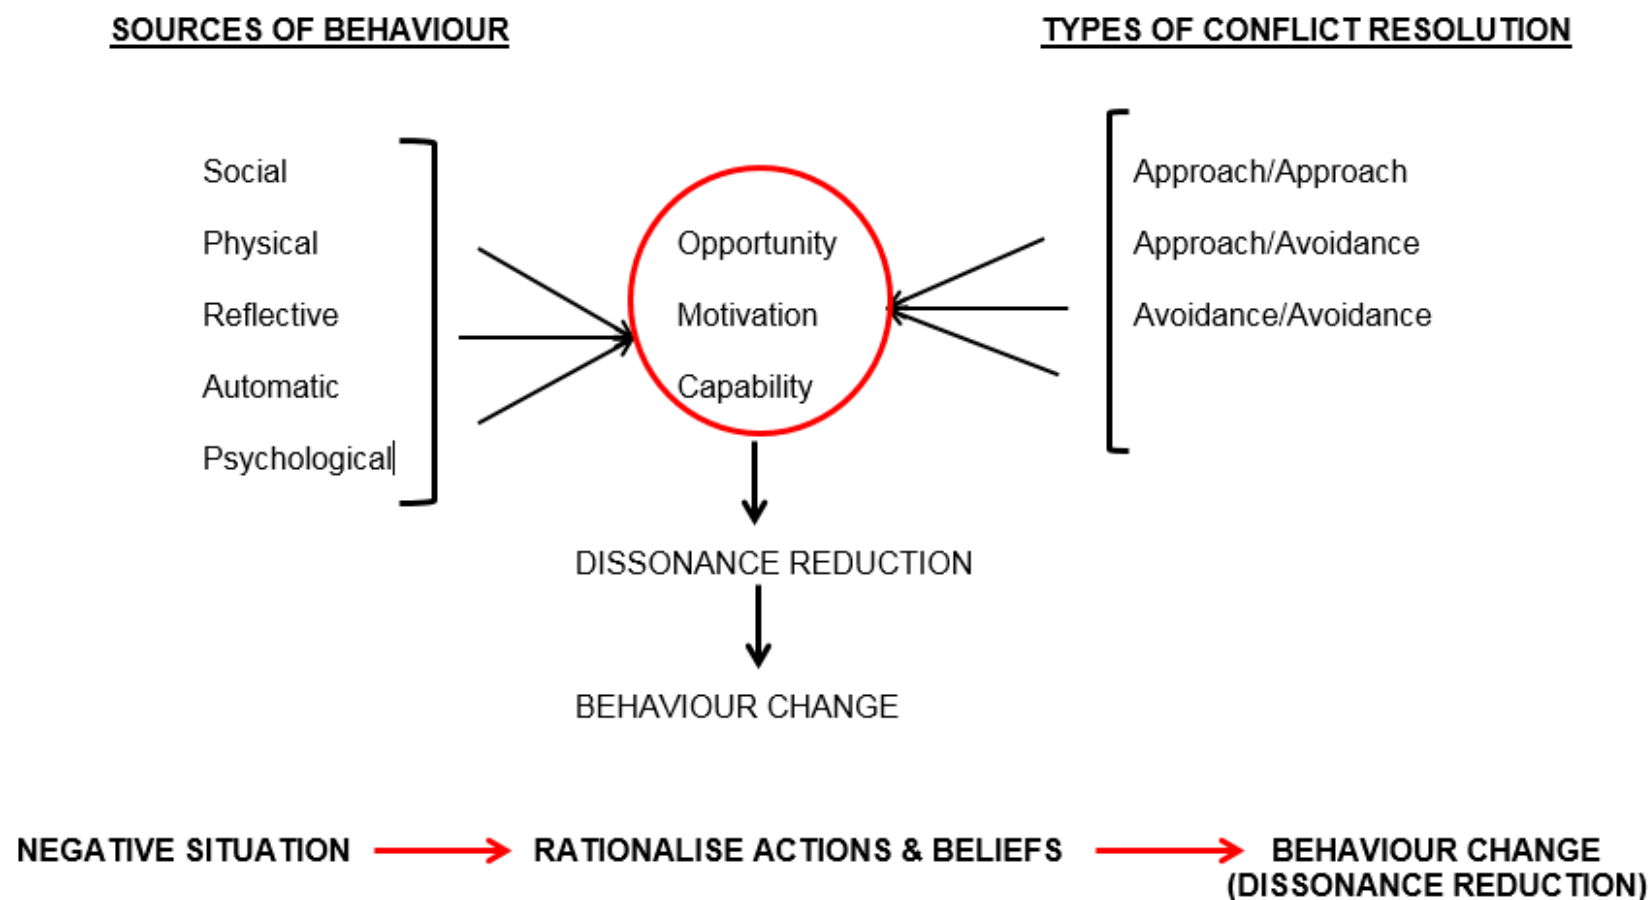 SOURCES OF BEHAVIOUR
TYPES OF CONFLICT RESOLUTION
Social
Physical
Reflective
Automatic
Psychological
Opportunity
Motivation
Capability
Approach/Approach
Approach/Avoidance
Avoidance/Avoidance
DISSONANCE REDUCTION
BEHAVIOUR CHANGE
NEGATIVE SITUATION
RATIONALISE ACTIONS & BELIEFS
BEHAVIOUR CHANGE
(DISSONANCE REDUCTION)